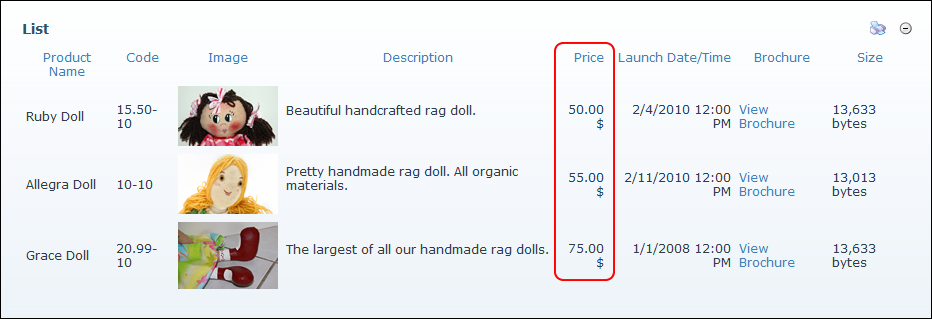 List
Product Name Code Image Description Price Launch Date/Time Brochure Size
Ruby Doll 15.50-10 Beautiful handcrafted rag doll. 50.00 $ 2/4/2010 12:00 PM View Brochure 13,633 bytes
Allegra Doll 10-10 Pretty handmade rag doll. All organic materials. 55.00 $ 2/11/2010 12:00 PM View Brochure 13,013 bytes
Grace Doll 20.99-10 The largest of all our handmade rag dolls. 75.00 $ 1/1/2008 12:00 PM View Brochure 13,633 bytes